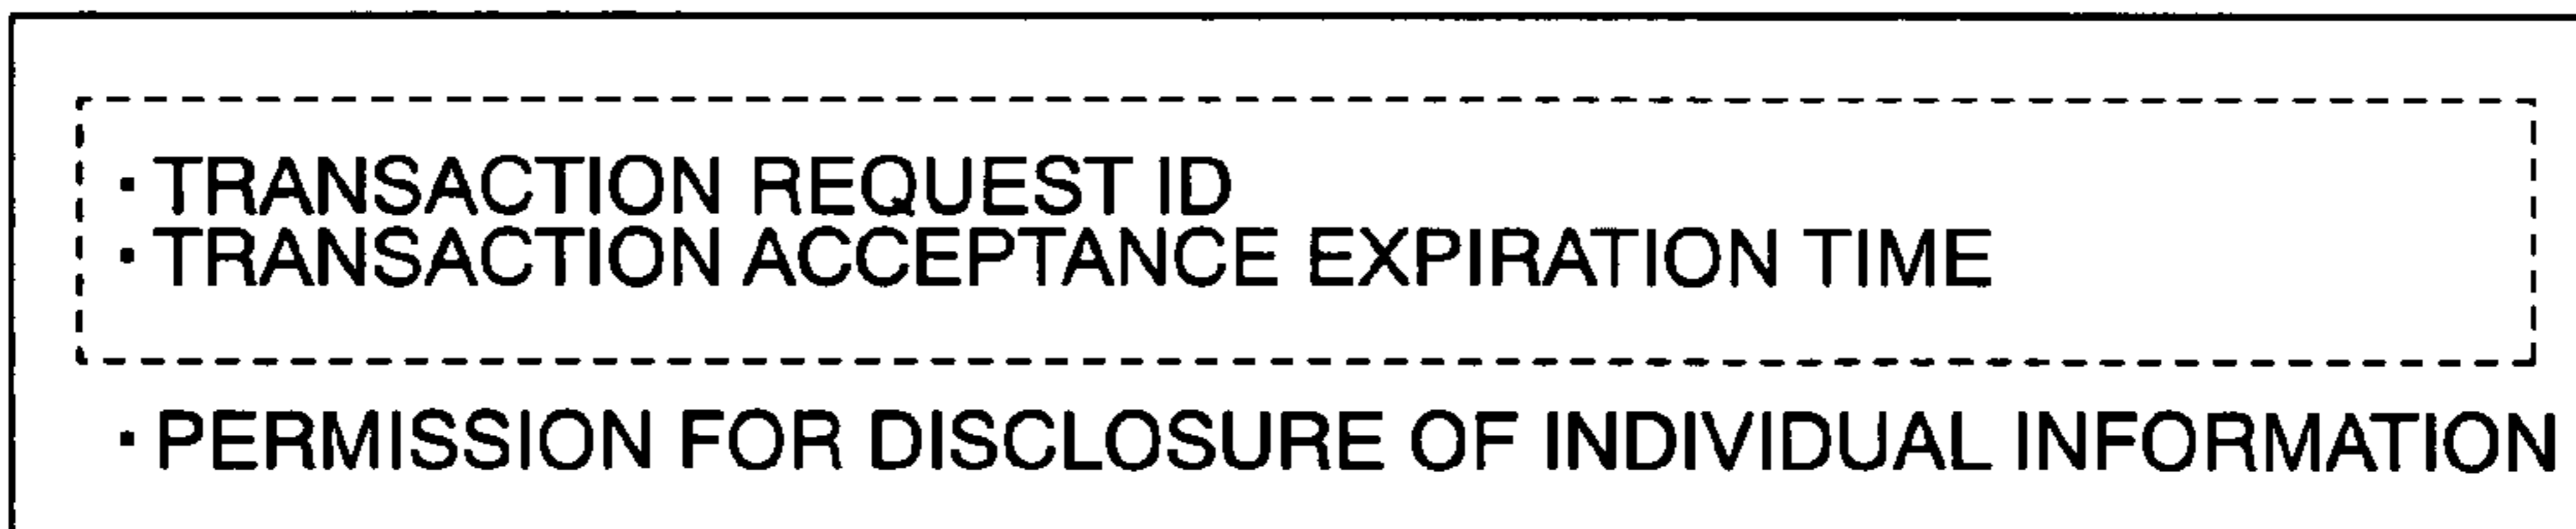 · TRANSACTION REQUEST ID
· TRANSACTION ACCEPTANCE EXPIRATION TIME
· PERMISSION FOR DISCLOSURE OF INDIVIDUAL INFORMATION